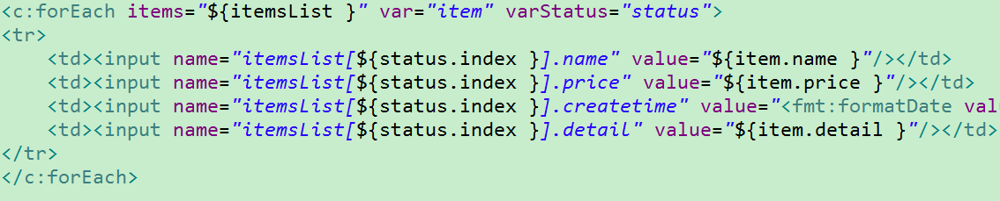 <c:forEach items="${itemsList }" var="item" varStatus="status">
<tr>
    <td><input name="itemsList[${status.index }].name" value="${item.name }"/></td>
    <td><input name="itemsList[${status.index }].price" value="${item.price }"/></td>
    <td><input name="itemsList[${status.index }].createtime" value="<fmt:formatDate val
    <td><input name="itemsList[${status.index }].detail" value="${item.detail }"/></td>
</tr>
</c:forEach>